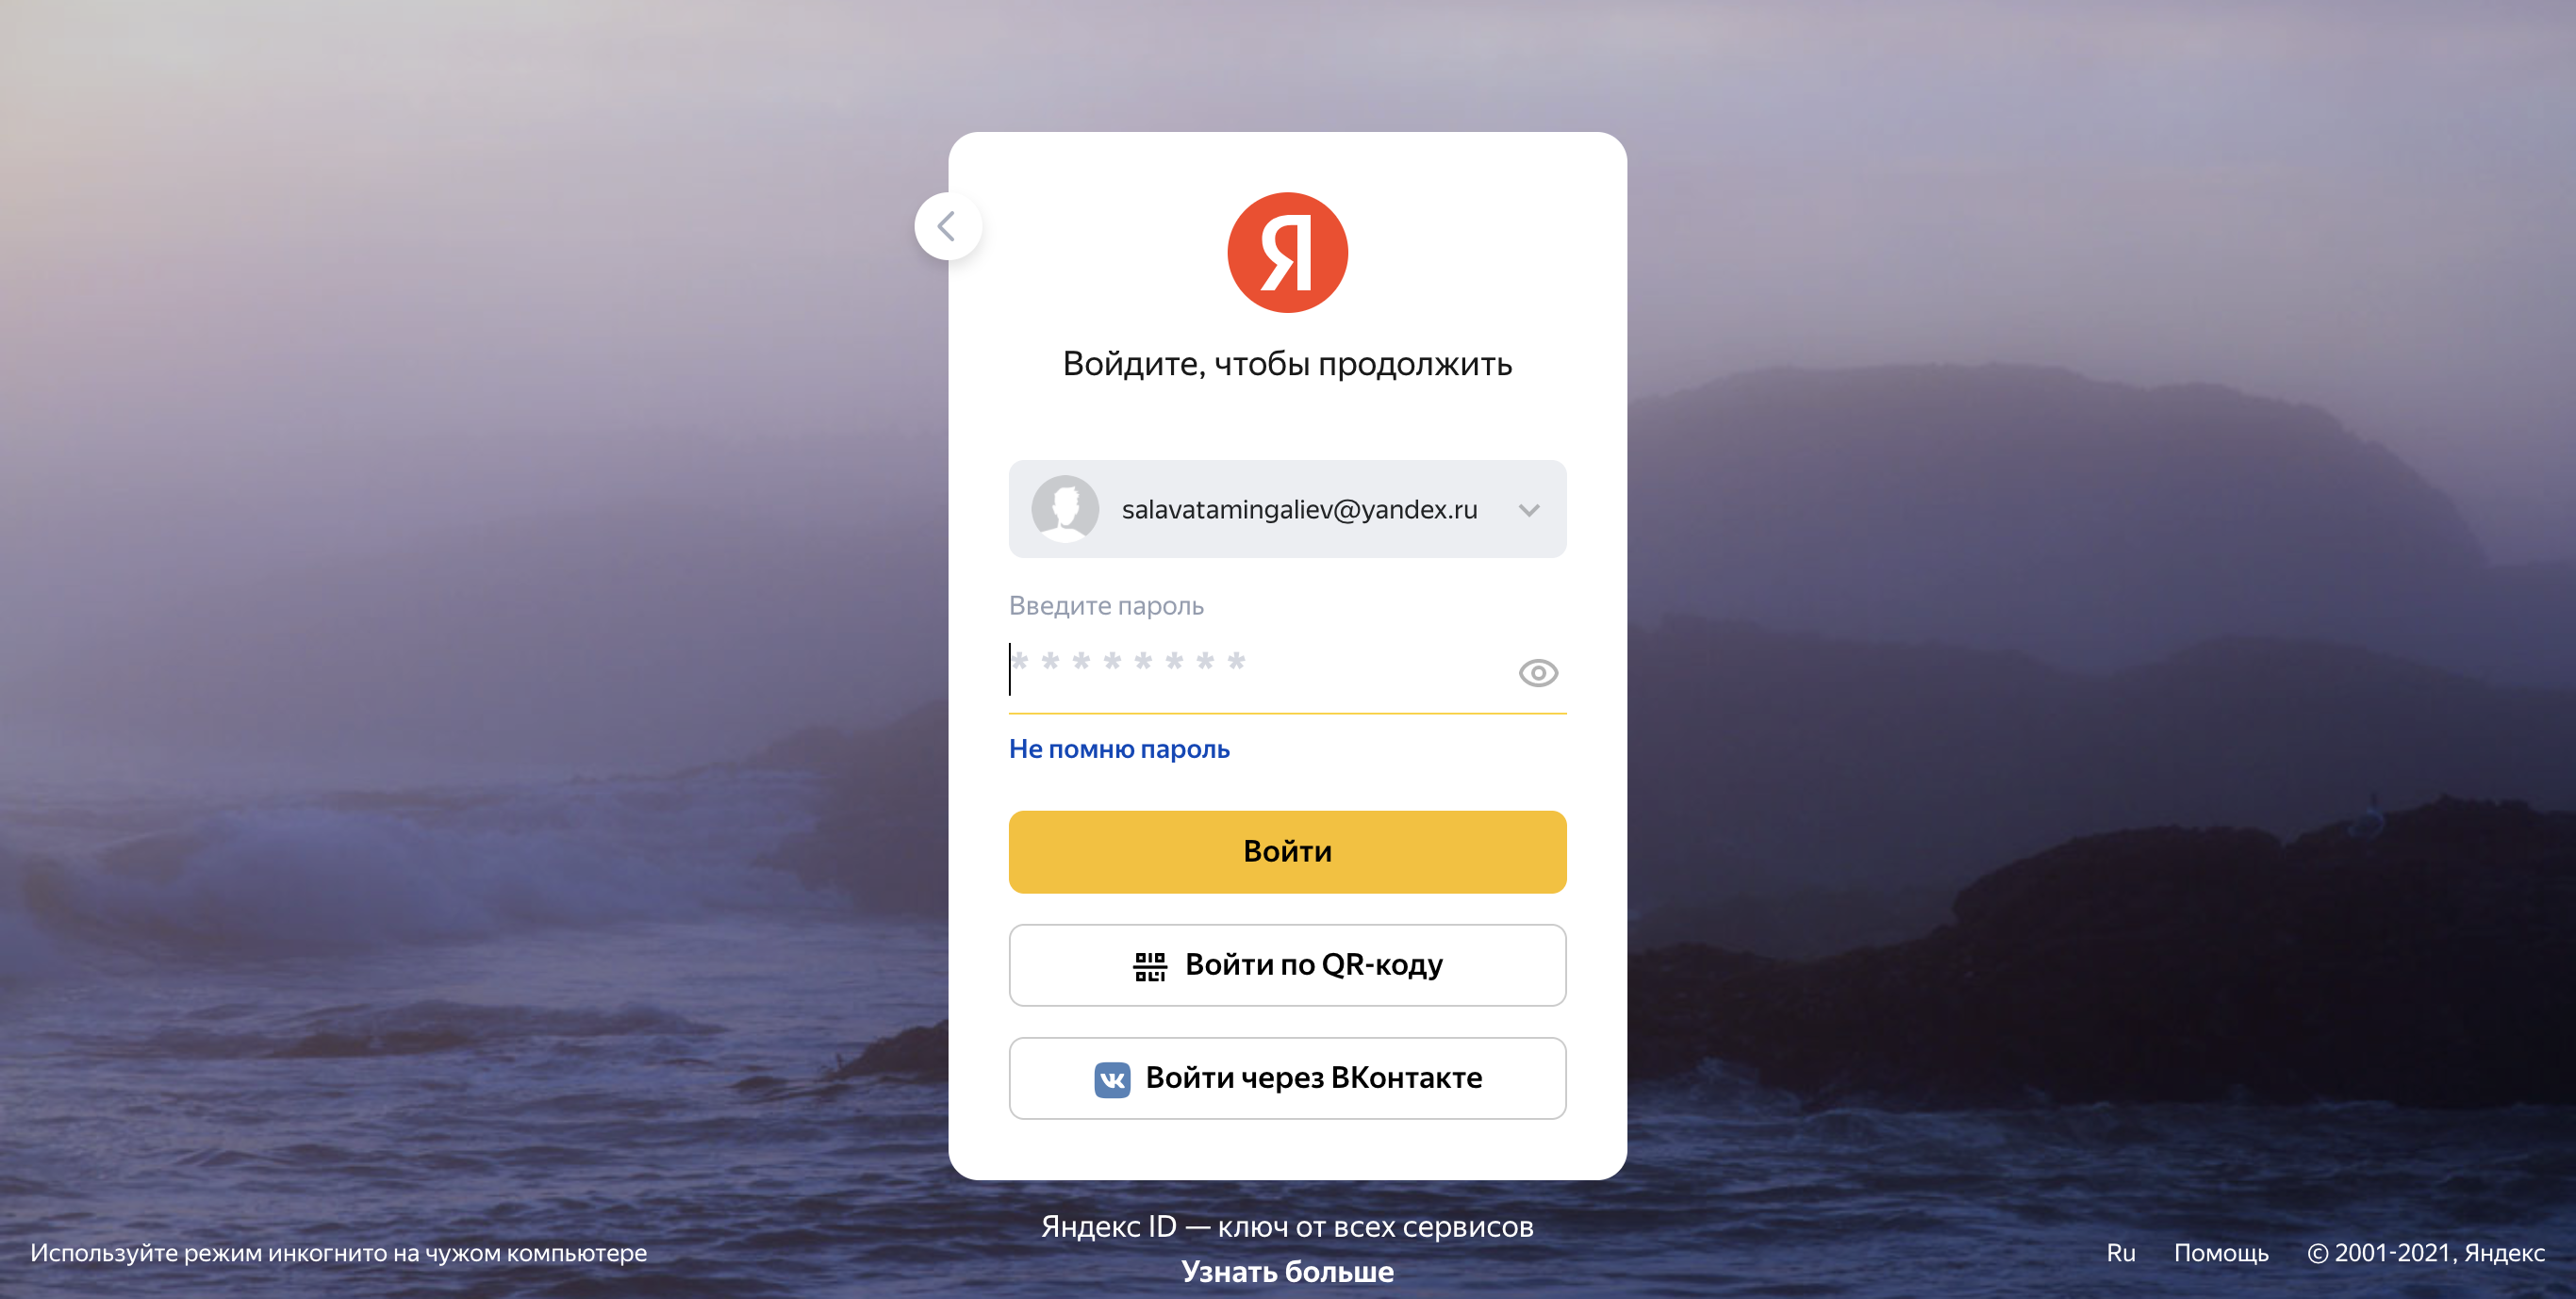 Я
Войдите, чтобы продолжить
salavatamingaliev@yandex.ru
Введите пароль
* * * * * * * *
Не помню пароль
Войти
Войти по QR-коду
Войти через ВКонтакте
Яндекс ID — ключ от всех сервисов
Узнать больше
Используйте режим инкогнито на чужом компьютере
Ru Помощь © 2001-2021, Яндекс